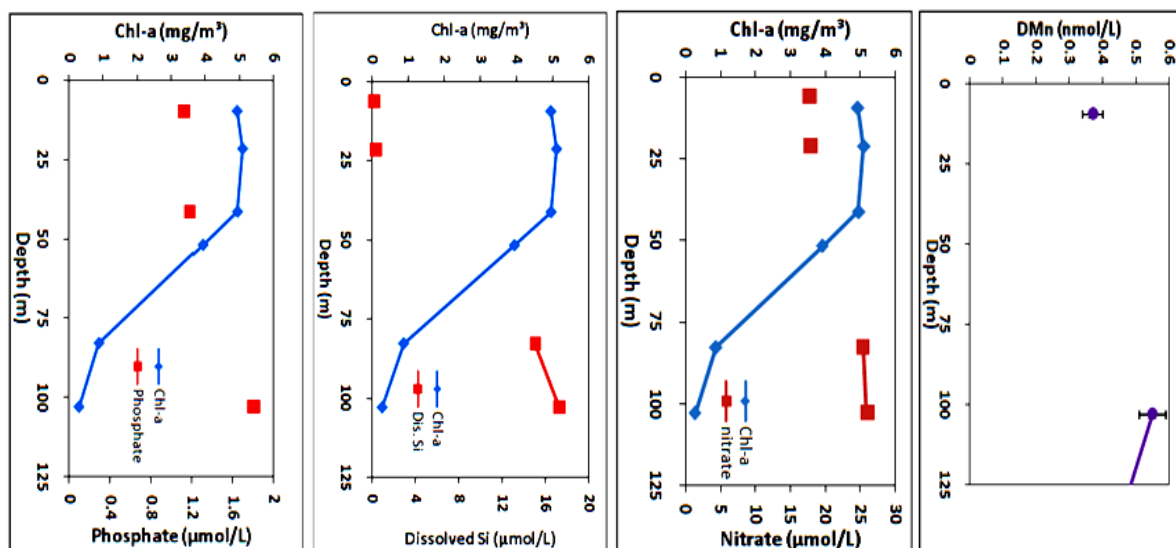 Chl-a (mg/m³)
0 1 2 3 4 5 6
Depth (m)
0
25
50
75
100
125
Chl-a
Phosphate
0 0.4 0.8 1.2 1.6 2
Phosphate (µmol/L)
Chl-a (mg/m³)
0 1 2 3 4 5 6
Depth (m)
0
25
50
75
100
125
Chl-a
Dis. Si
0 4 8 12 16 20
Dissolved Si (µmol/L)
Chl-a (mg/m³)
0 1 2 3 4 5 6
Depth (m)
0
25
50
75
100
125
Chl-a
nitrate
0 5 10 15 20 25 30
Nitrate (µmol/L)
DMn (nmol/L)
0 0.1 0.2 0.3 0.4 0.5 0.6
Depth (m)
0
25
50
75
100
125